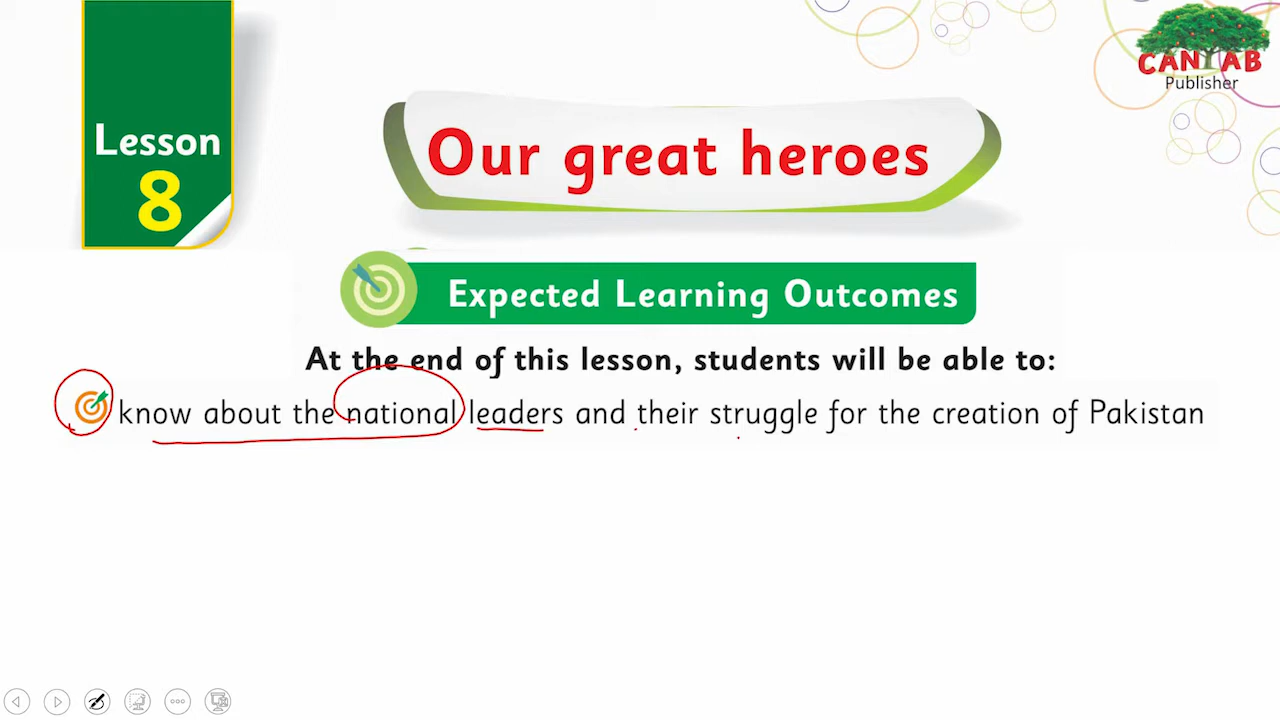 CANTAB
Publisher
Lesson
8
Our great heroes
Expected Learning Outcomes
At the end of this lesson, students will be able to:
know about the national leaders and their struggle for the creation of Pakistan